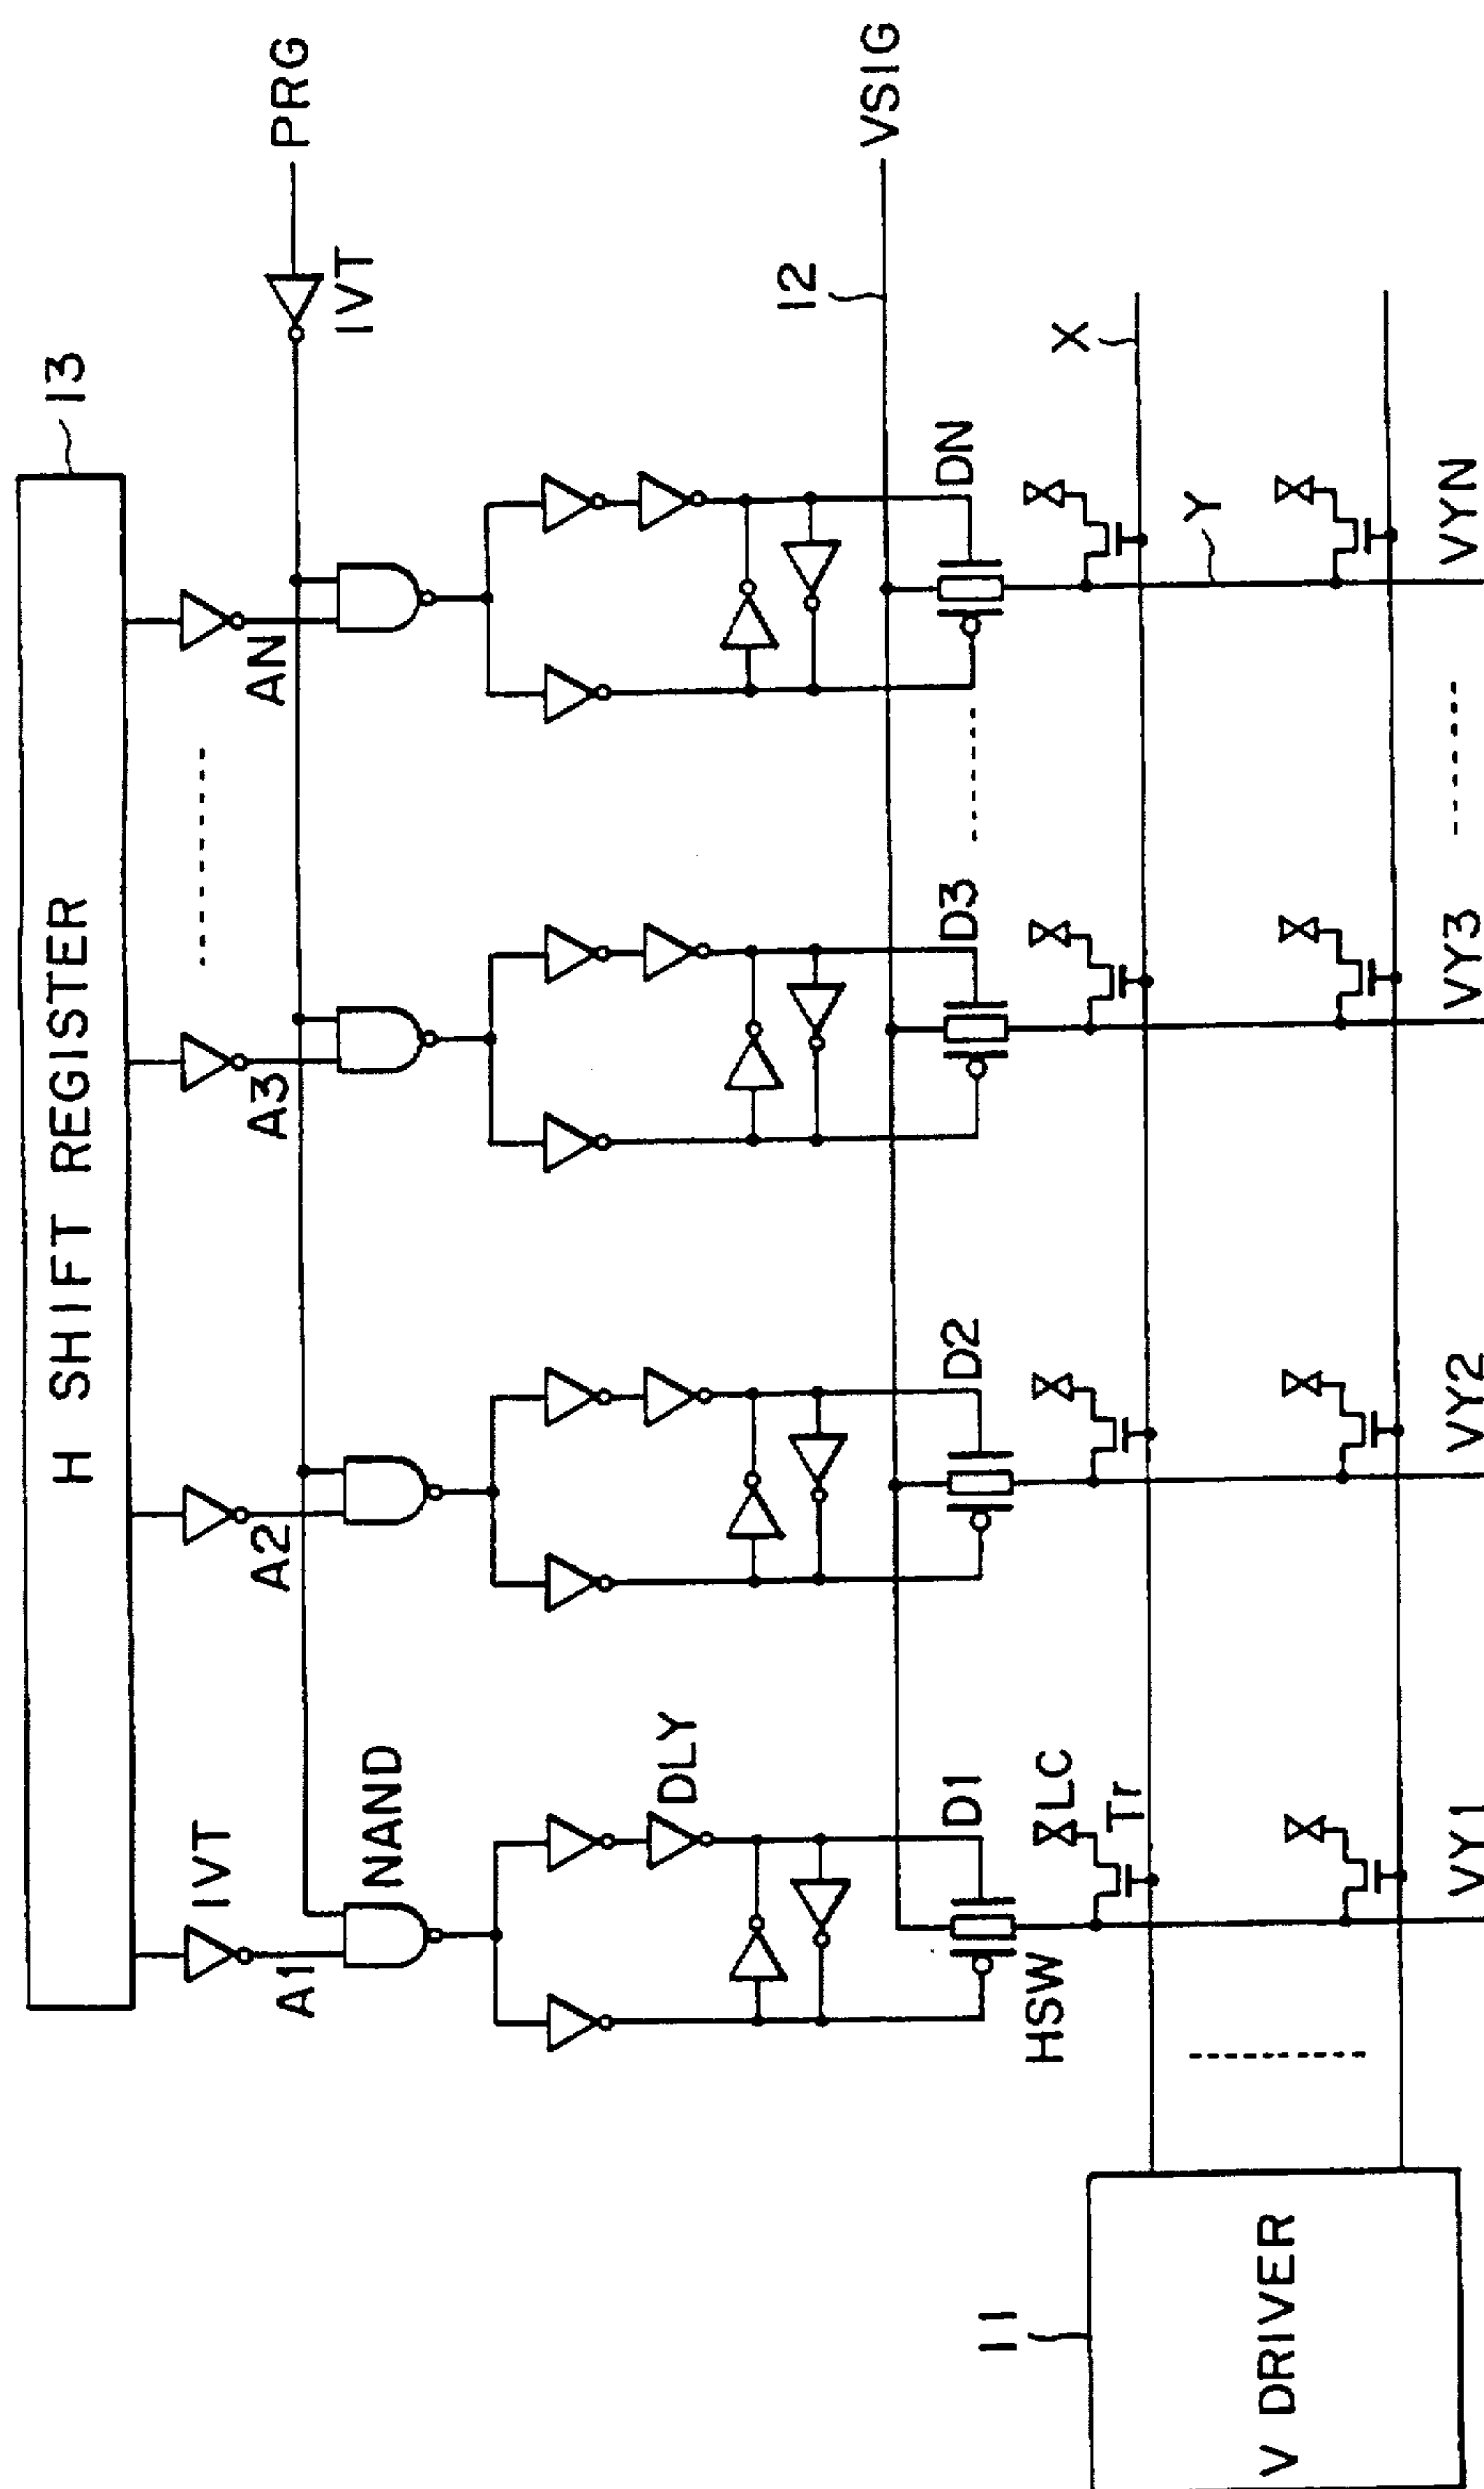 H SHIFT REGISTER
13
IVT
A1
A2
A3
AN
PRG
IVT
NAND
DLY
VSIG
12
D1
D2
D3
DN
HSW
LC
Tr
X
Y
11
V DRIVER
VY1
VY2
VY3
VYN